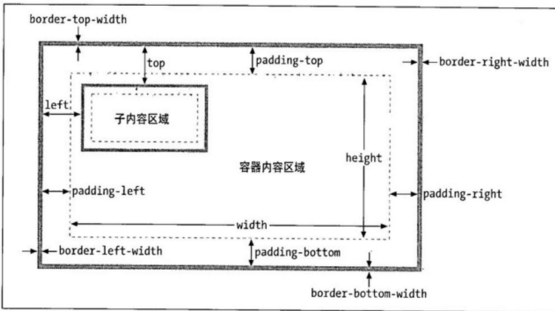 border-top-width
top
padding-top
border-right-width
left
子内容区域
height
容器内容区域
padding-left
padding-right
width
border-left-width
padding-bottom
border-bottom-width